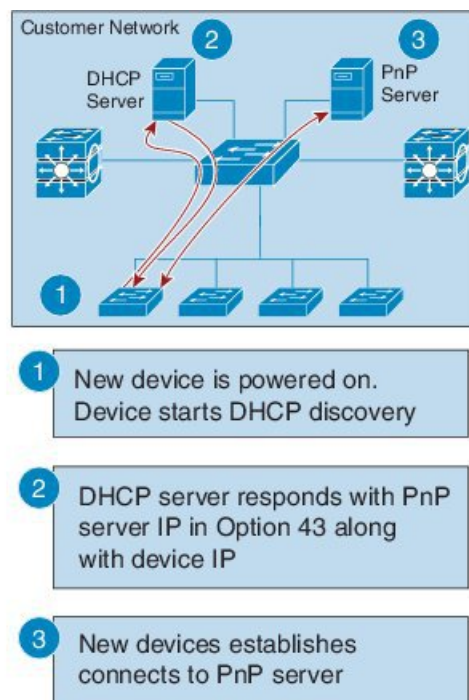 Customer Network
2
3
DHCP
Server
PnP
Server
1
1
New device is powered on.
Device starts DHCP discovery
2
DHCP server responds with PnP
server IP in Option 43 along
with device IP
3
New devices establishes
connects to PnP server